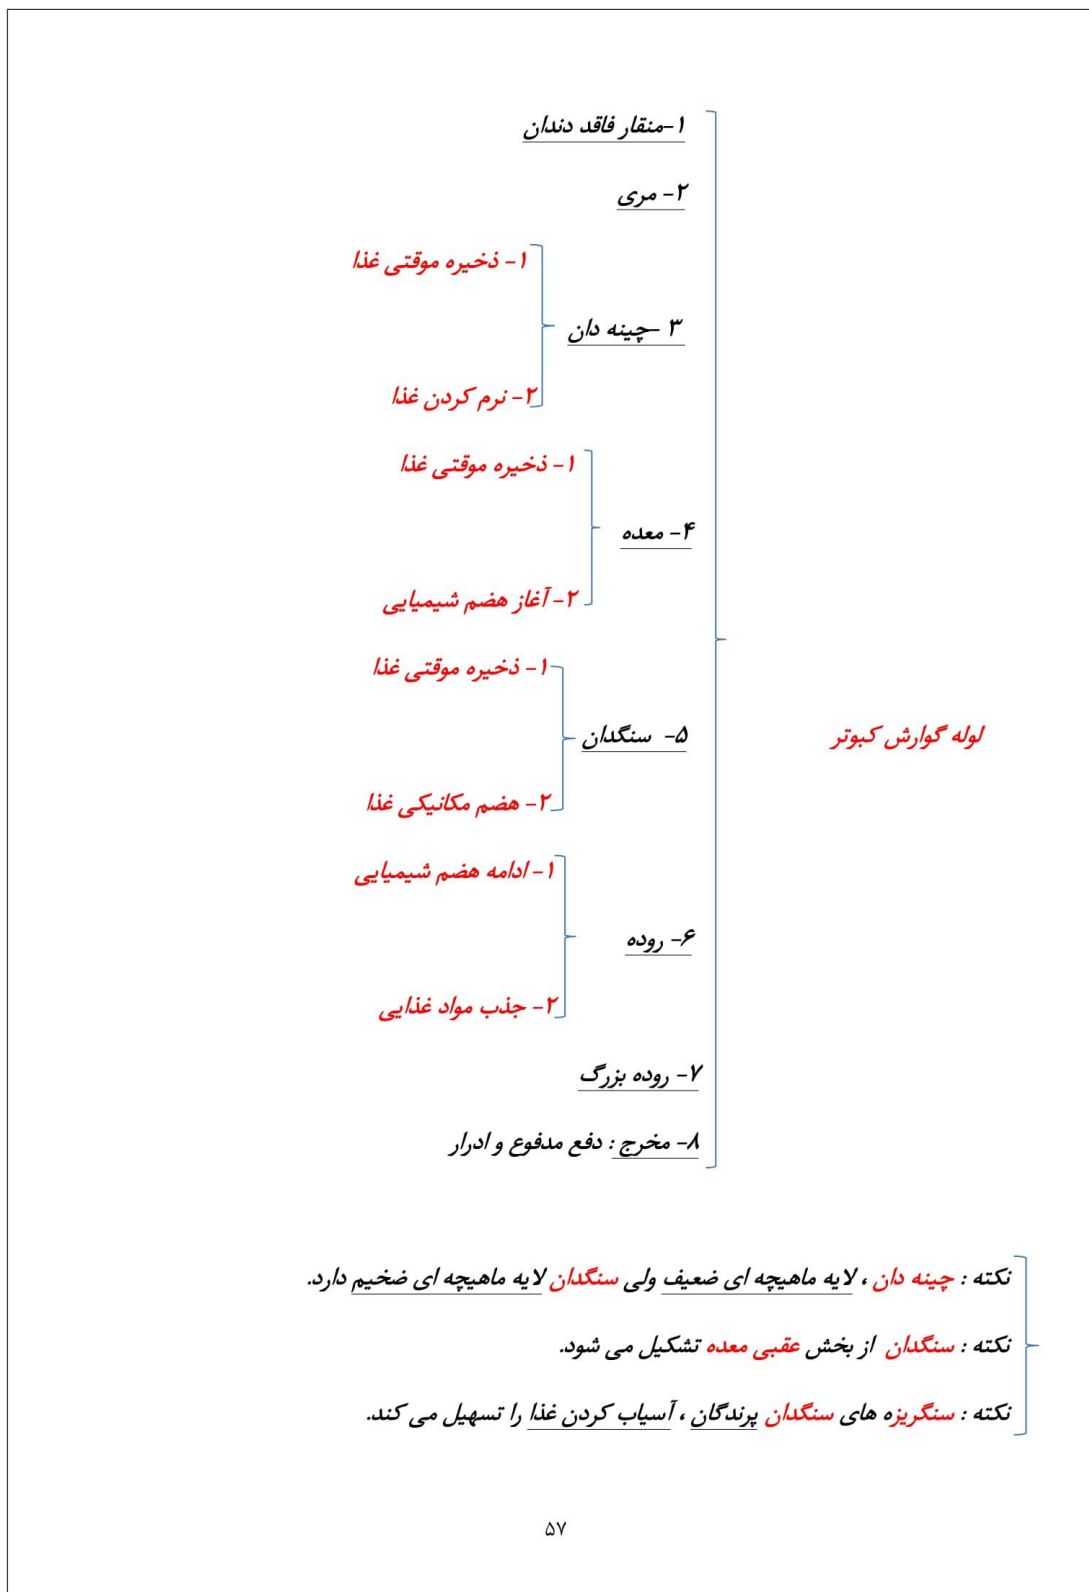 ۱-منقار فاقد دندان
۲- مری
۱- ذخیره موقتی غذا
۳ -چینه دان
۲- نرم کردن غذا
۱- ذخیره موقتی غذا
۴- معده
۲- آغاز هضم شیمیایی
۱- ذخیره موقتی غذا
لوله گوارش کبوتر
۵- سنگدان
۲- هضم مکانیکی غذا
۱- ادامه هضم شیمیایی
۶- روده
۲- جذب مواد غذایی
۷- روده بزرگ
۸- مخرج : دفع مدفوع و ادرار
نکته : چینه دان ، لایه ماهیچه ای ضعیف ولی سنگدان لایه ماهیچه ای ضخیم دارد.
نکته : سنگدان از بخش عقبی معده تشکیل می شود.
نکته : سنگریزه های سنگدان پرندگان ، آسیاب کردن غذا را تسهیل می کند.
۵۷